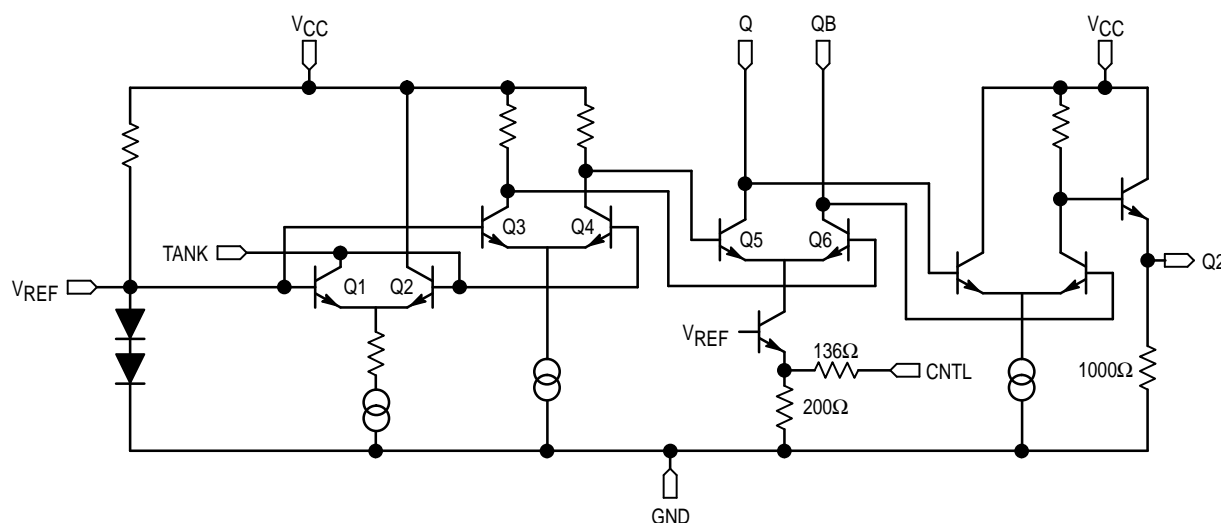 VCC
Q
QB
VCC
Q3
Q4
Q5
Q6
TANK
Q1
Q2
Q2
VREF
VREF
136Ω
CNTL
200Ω
1000Ω
GND